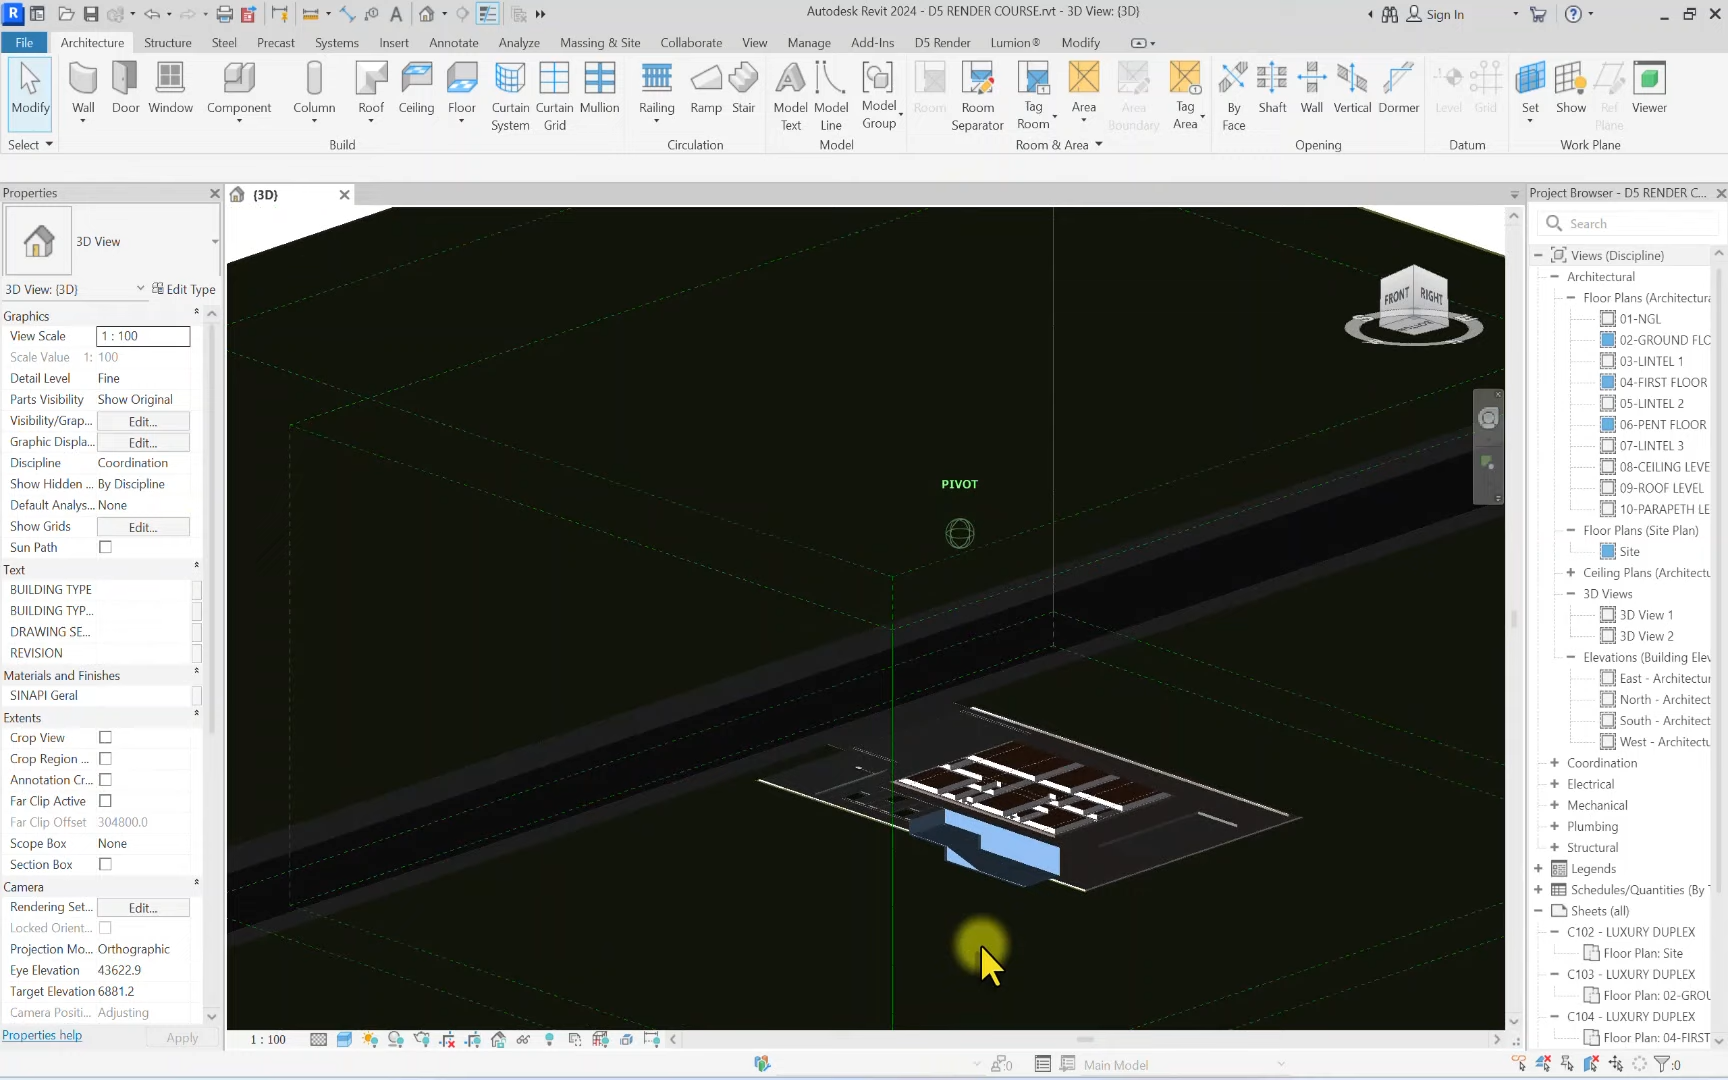 Autodesk Revit 2024 - D5 RENDER COURSE.rvt - 3D View: {3D}
Sign In
File Architecture Structure Steel Precast Systems Insert Annotate Analyze Massing & Site Collaborate View Manage Add-Ins D5 Render Lumion® Modify
Modify Wall Door Window Component Column Roof Ceiling Floor Curtain System Curtain Grid Mullion Railing Ramp Stair Model Text Model Line Model Group Room Room Separator Tag Room Area Area Boundary Tag Area By Face Shaft Wall Vertical Dormer Level Grid Set Show Ref Plane Viewer
Select Build Circulation Model Room & Area Opening Datum Work Plane
Properties
{3D}
Project Browser - D5 RENDER C...
3D View
Search
3D View: {3D}
Edit Type
Graphics
View Scale 1 : 100
Scale Value 1: 100
Detail Level Fine
Parts Visibility Show Original
Visibility/Grap... Edit...
Graphic Displa... Edit...
Discipline Coordination
Show Hidden ... By Discipline
Default Analys... None
Show Grids Edit...
Sun Path
Text
BUILDING TYPE
BUILDING TYP...
DRAWING SE...
REVISION
Materials and Finishes
SINAPI Geral
Extents
Crop View
Crop Region ...
Annotation Cr...
Far Clip Active
Far Clip Offset 304800.0
Scope Box None
Section Box
Camera
Rendering Set... Edit...
Locked Orient...
Projection Mo... Orthographic
Eye Elevation 43622.9
Target Elevation 6881.2
Camera Positi... Adjusting
Properties help
Apply
FRONT RIGHT
PIVOT
1 : 100
:0
Main Model
:0
Views (Discipline)
Architectural
Floor Plans (Architectura
01-NGL
02-GROUND FLO
03-LINTEL 1
04-FIRST FLOOR
05-LINTEL 2
06-PENT FLOOR
07-LINTEL 3
08-CEILING LEVE
09-ROOF LEVEL
10-PARAPETH LE
Floor Plans (Site Plan)
Site
Ceiling Plans (Architectu
3D Views
3D View 1
3D View 2
Elevations (Building Elev
East - Architectur
North - Architect
South - Architect
West - Architectu
Coordination
Electrical
Mechanical
Plumbing
Structural
Legends
Schedules/Quantities (By T
Sheets (all)
C102 - LUXURY DUPLEX
Floor Plan: Site
C103 - LUXURY DUPLEX
Floor Plan: 02-GROU
C104 - LUXURY DUPLEX
Floor Plan: 04-FIRST